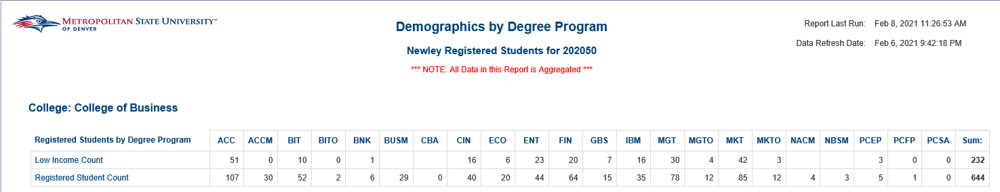 METROPOLITAN STATE UNIVERSITY™
OF DENVER
Demographics by Degree Program
Newley Registered Students for 202050
*** NOTE: All Data in this Report is Aggregated ***
Report Last Run: Feb 8, 2021 11:26:53 AM
Data Refresh Date: Feb 6, 2021 9:42:18 PM
College: College of Business
Registered Students by Degree Program ACC ACCM BIT BITO BNK BUSM CBA CIN ECO ENT FIN GBS IBM MGT MGTO MKT MKTO NACM NBSM PCEP PCFP PCSA Sum:
Low Income Count 51 0 10 0 1 16 6 23 20 7 16 30 4 42 3 3 0 0 232
Registered Student Count 107 30 52 2 6 29 0 40 20 44 64 15 35 78 12 85 12 4 3 5 1 0 644